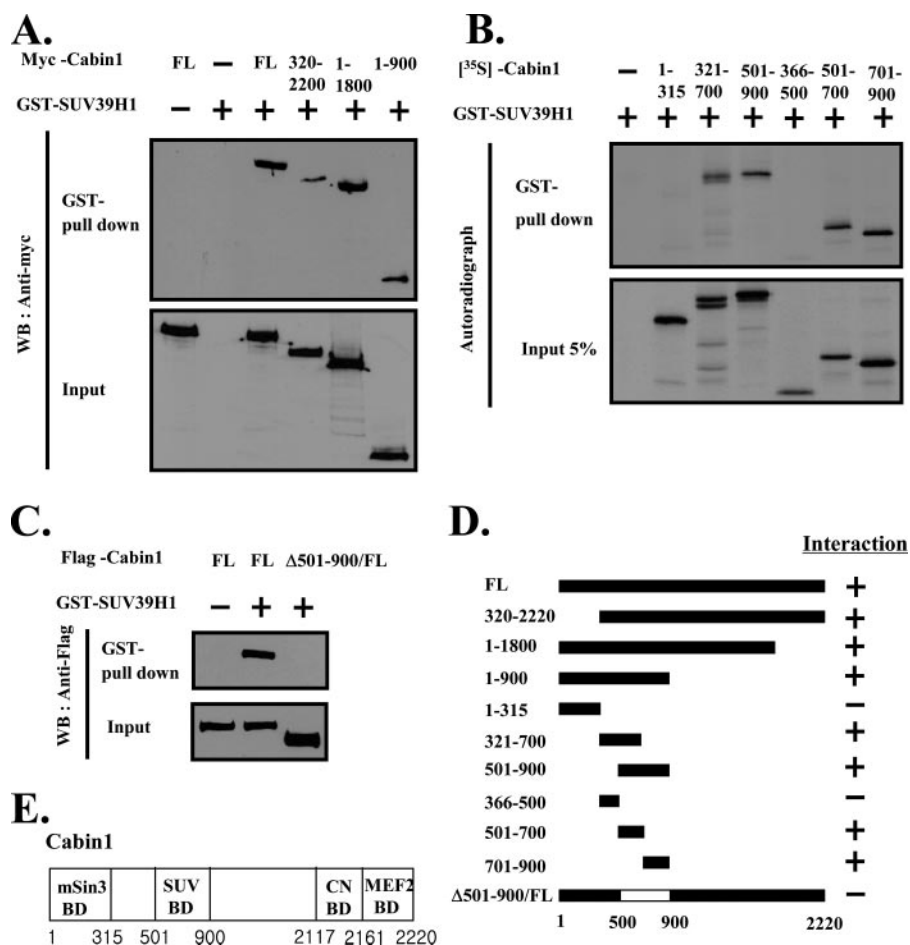 A.
Myc -Cabin1 FL – FL 320-2200 1-1800 1-900
GST-SUV39H1 – + + + + +
WB : Anti-myc
GST-pull down
Input
B.
[35S] -Cabin1 – 1-315 321-700 501-900 366-500 501-700 701-900
GST-SUV39H1 + + + + + + +
Autoradiograph
GST-pull down
Input 5%
C.
Flag -Cabin1 FL FL Δ501-900/FL
GST-SUV39H1 – + +
WB : Anti-Flag
GST-pull down
Input
D.
Interaction
FL +
320-2220 +
1-1800 +
1-900 +
1-315 –
321-700 +
501-900 +
366-500 –
501-700 +
701-900 +
Δ501-900/FL –
1 500 900 2220
E.
Cabin1
mSin3 BD SUV BD CN BD MEF2 BD
1 315 501 900 2117 2161 2220